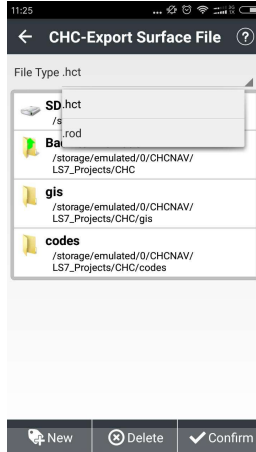 11:25
CHC-Export Surface File ?
File Type .hct
.hct
.rod
SD
/s
Ba
/storage/emulated/0/CHCNAV/
LS7_Projects/CHC
gis
/storage/emulated/0/CHCNAV/
LS7_Projects/CHC/gis
codes
/storage/emulated/0/CHCNAV/
LS7_Projects/CHC/codes
New
Delete
Confirm